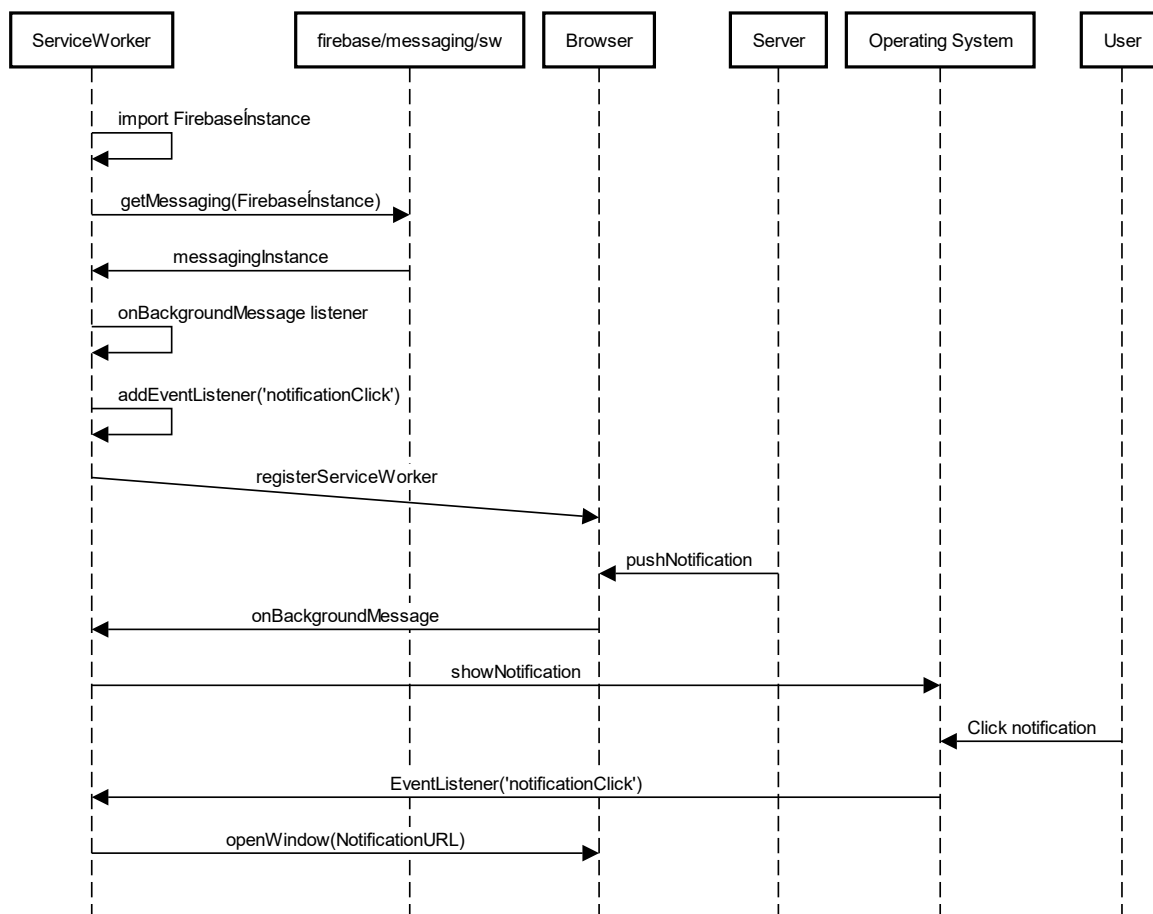 ServiceWorker
firebase/messaging/sw
Browser
Server
Operating System
User
import FirebaseÍnstance
getMessaging(FirebaseÍnstance)
messagingInstance
onBackgroundMessage listener
addEventListener('notificationClick')
registerServiceWorker
pushNotification
onBackgroundMessage
showNotification
Click notification
EventListener('notificationClick')
openWindow(NotificationURL)